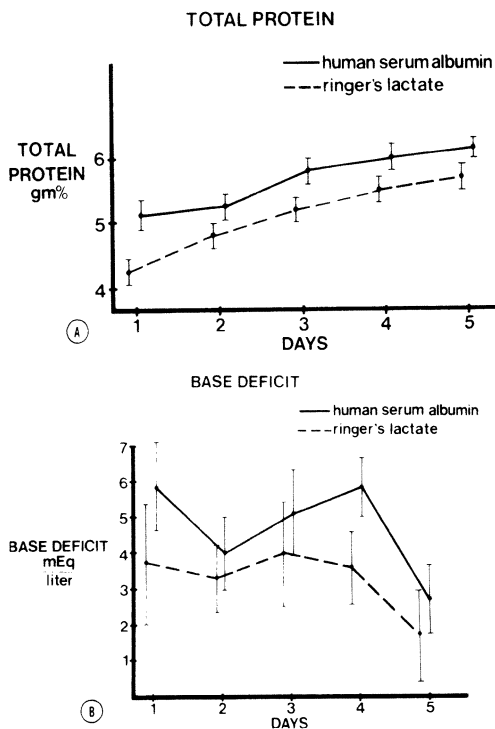 TOTAL PROTEIN
human serum albumin
ringer's lactate
TOTAL
PROTEIN
gm%
6
5
4
1 2 3 4 5
DAYS
A
BASE DEFICIT
human serum albumin
ringer's lactate
BASE DEFICIT
mEq
liter
7
6
5
4
3
2
1
1 2 3 4 5
DAYS
B